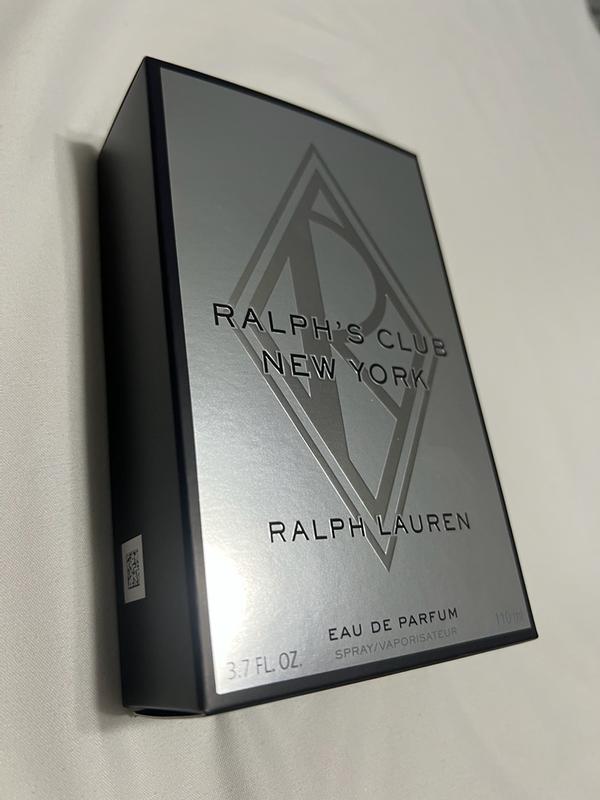 RALPH'S CLUB
NEW YORK
RALPH LAUREN
EAU DE PARFUM
SPRAY/VAPORISATEUR
3.7 FL. OZ.
110 ml